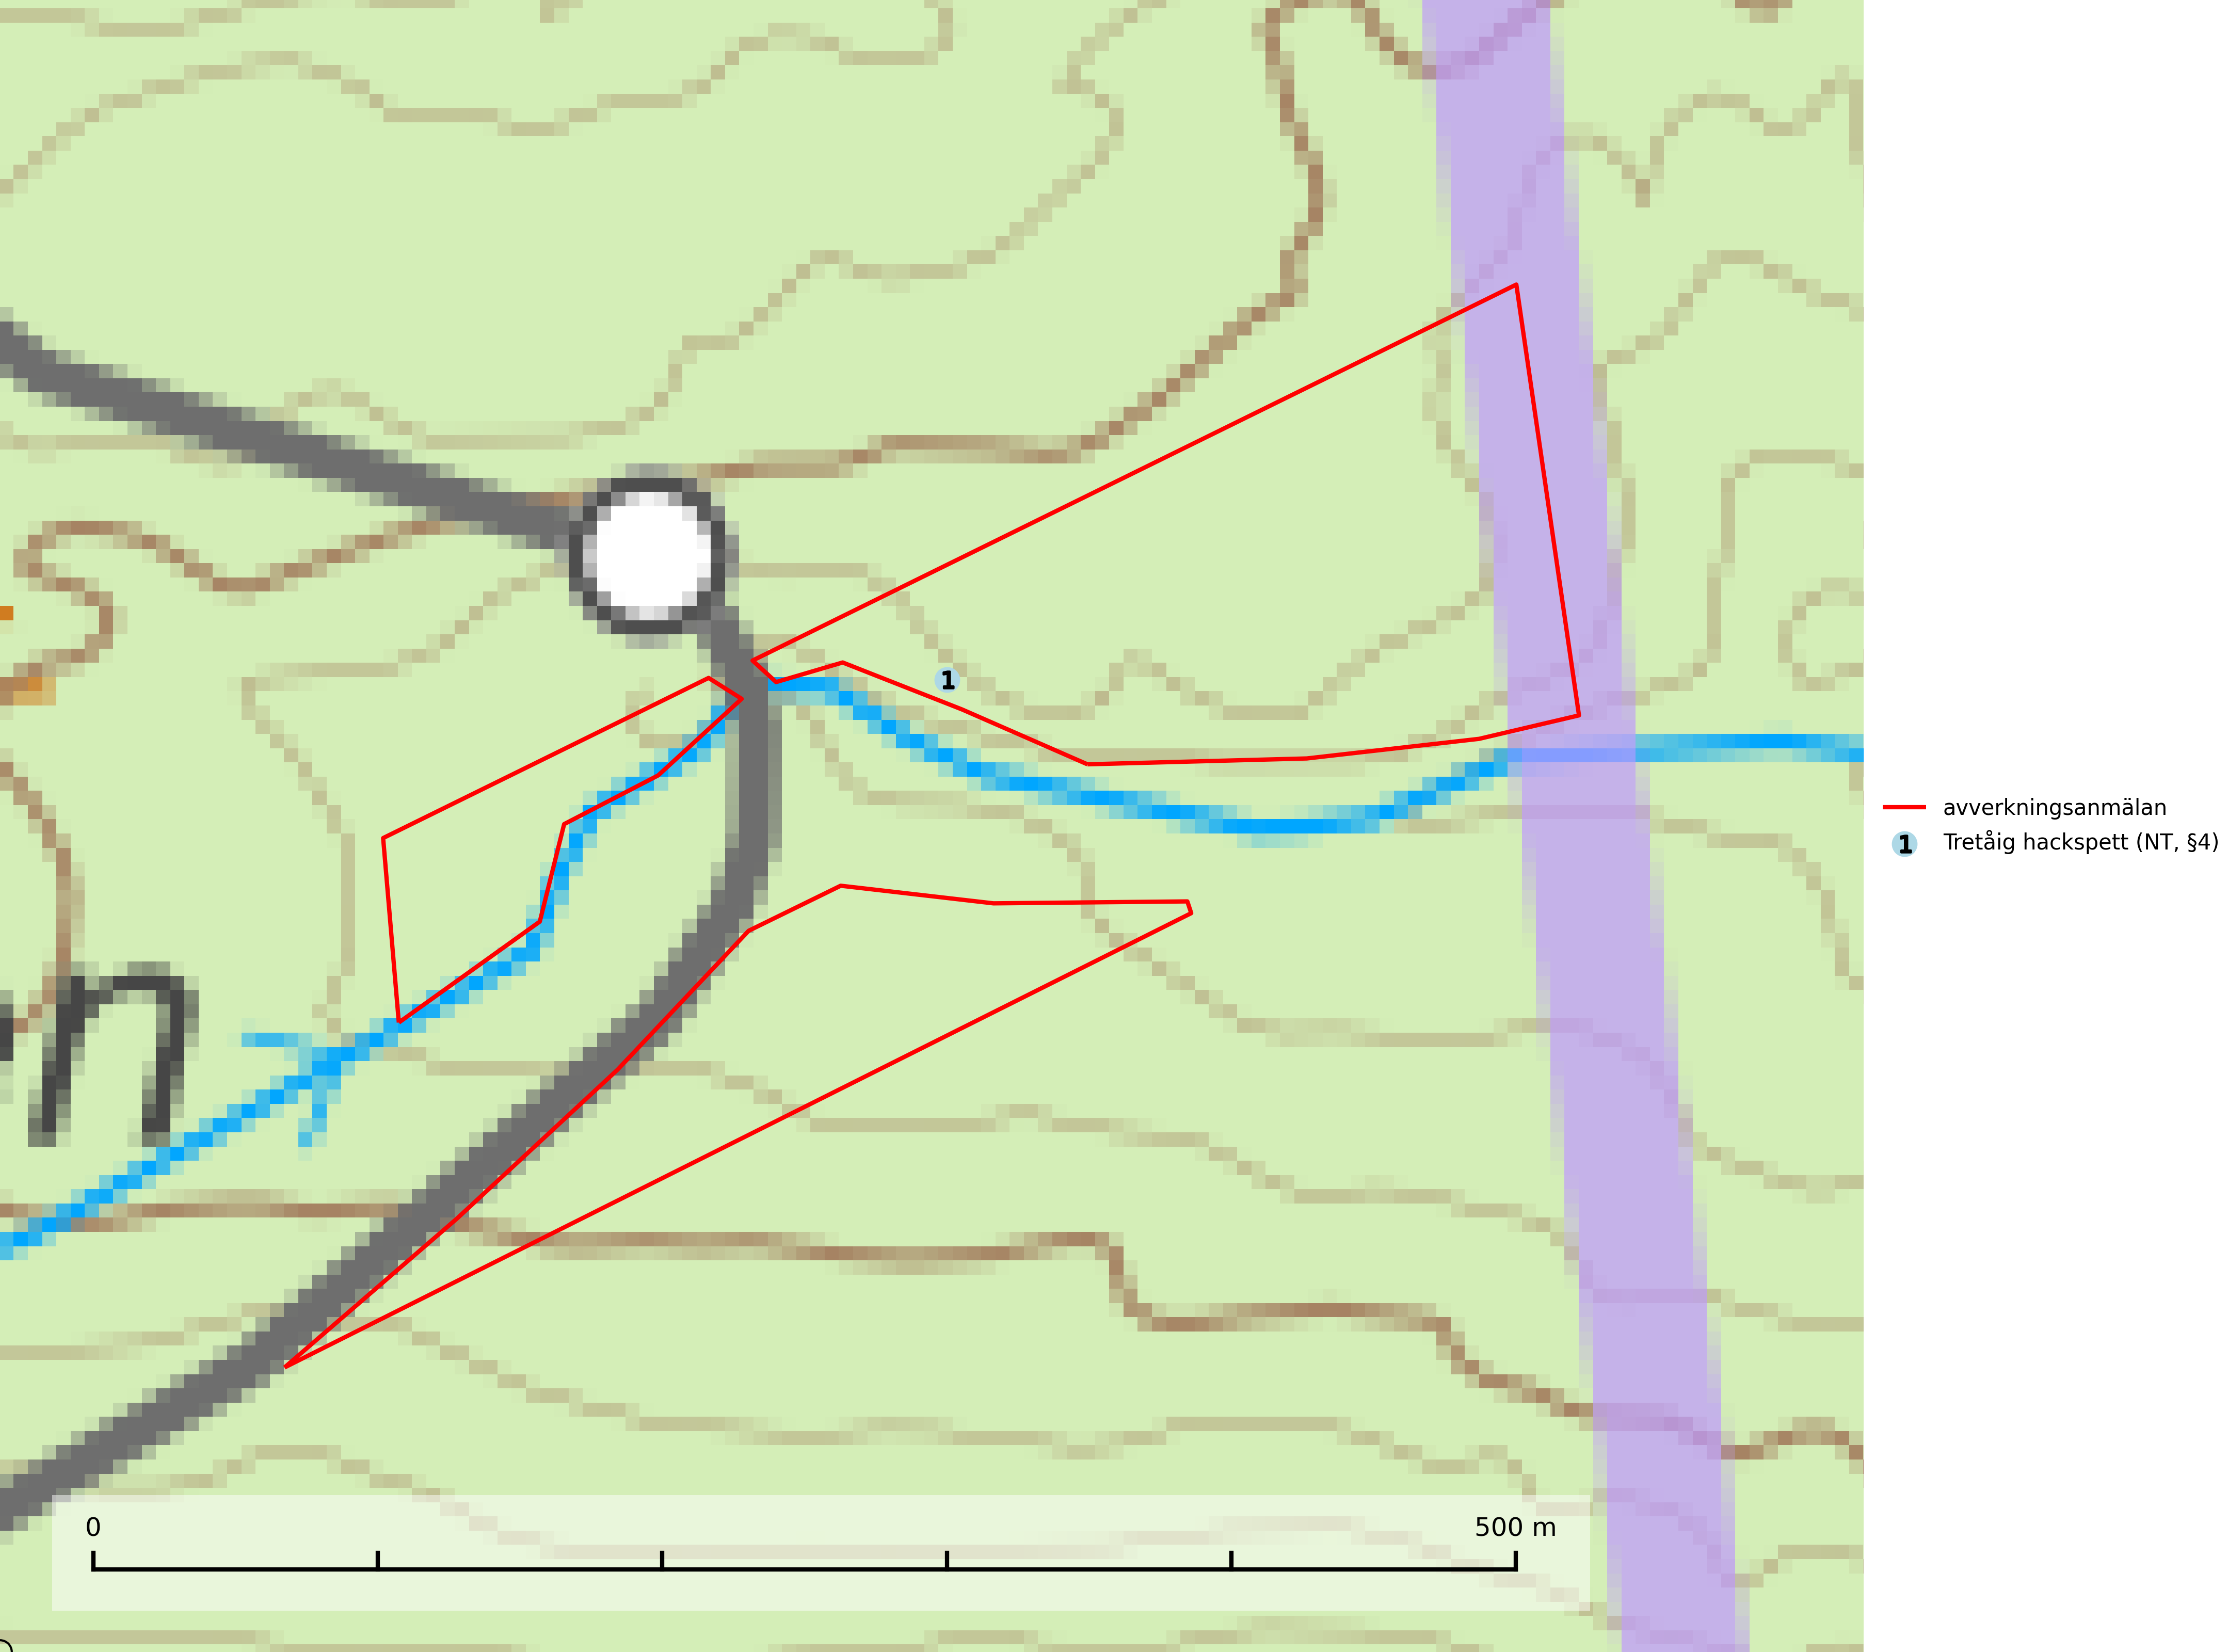 1
0
500 m
avverkningsanmälan
1 Tretåig hackspett (NT, §4)